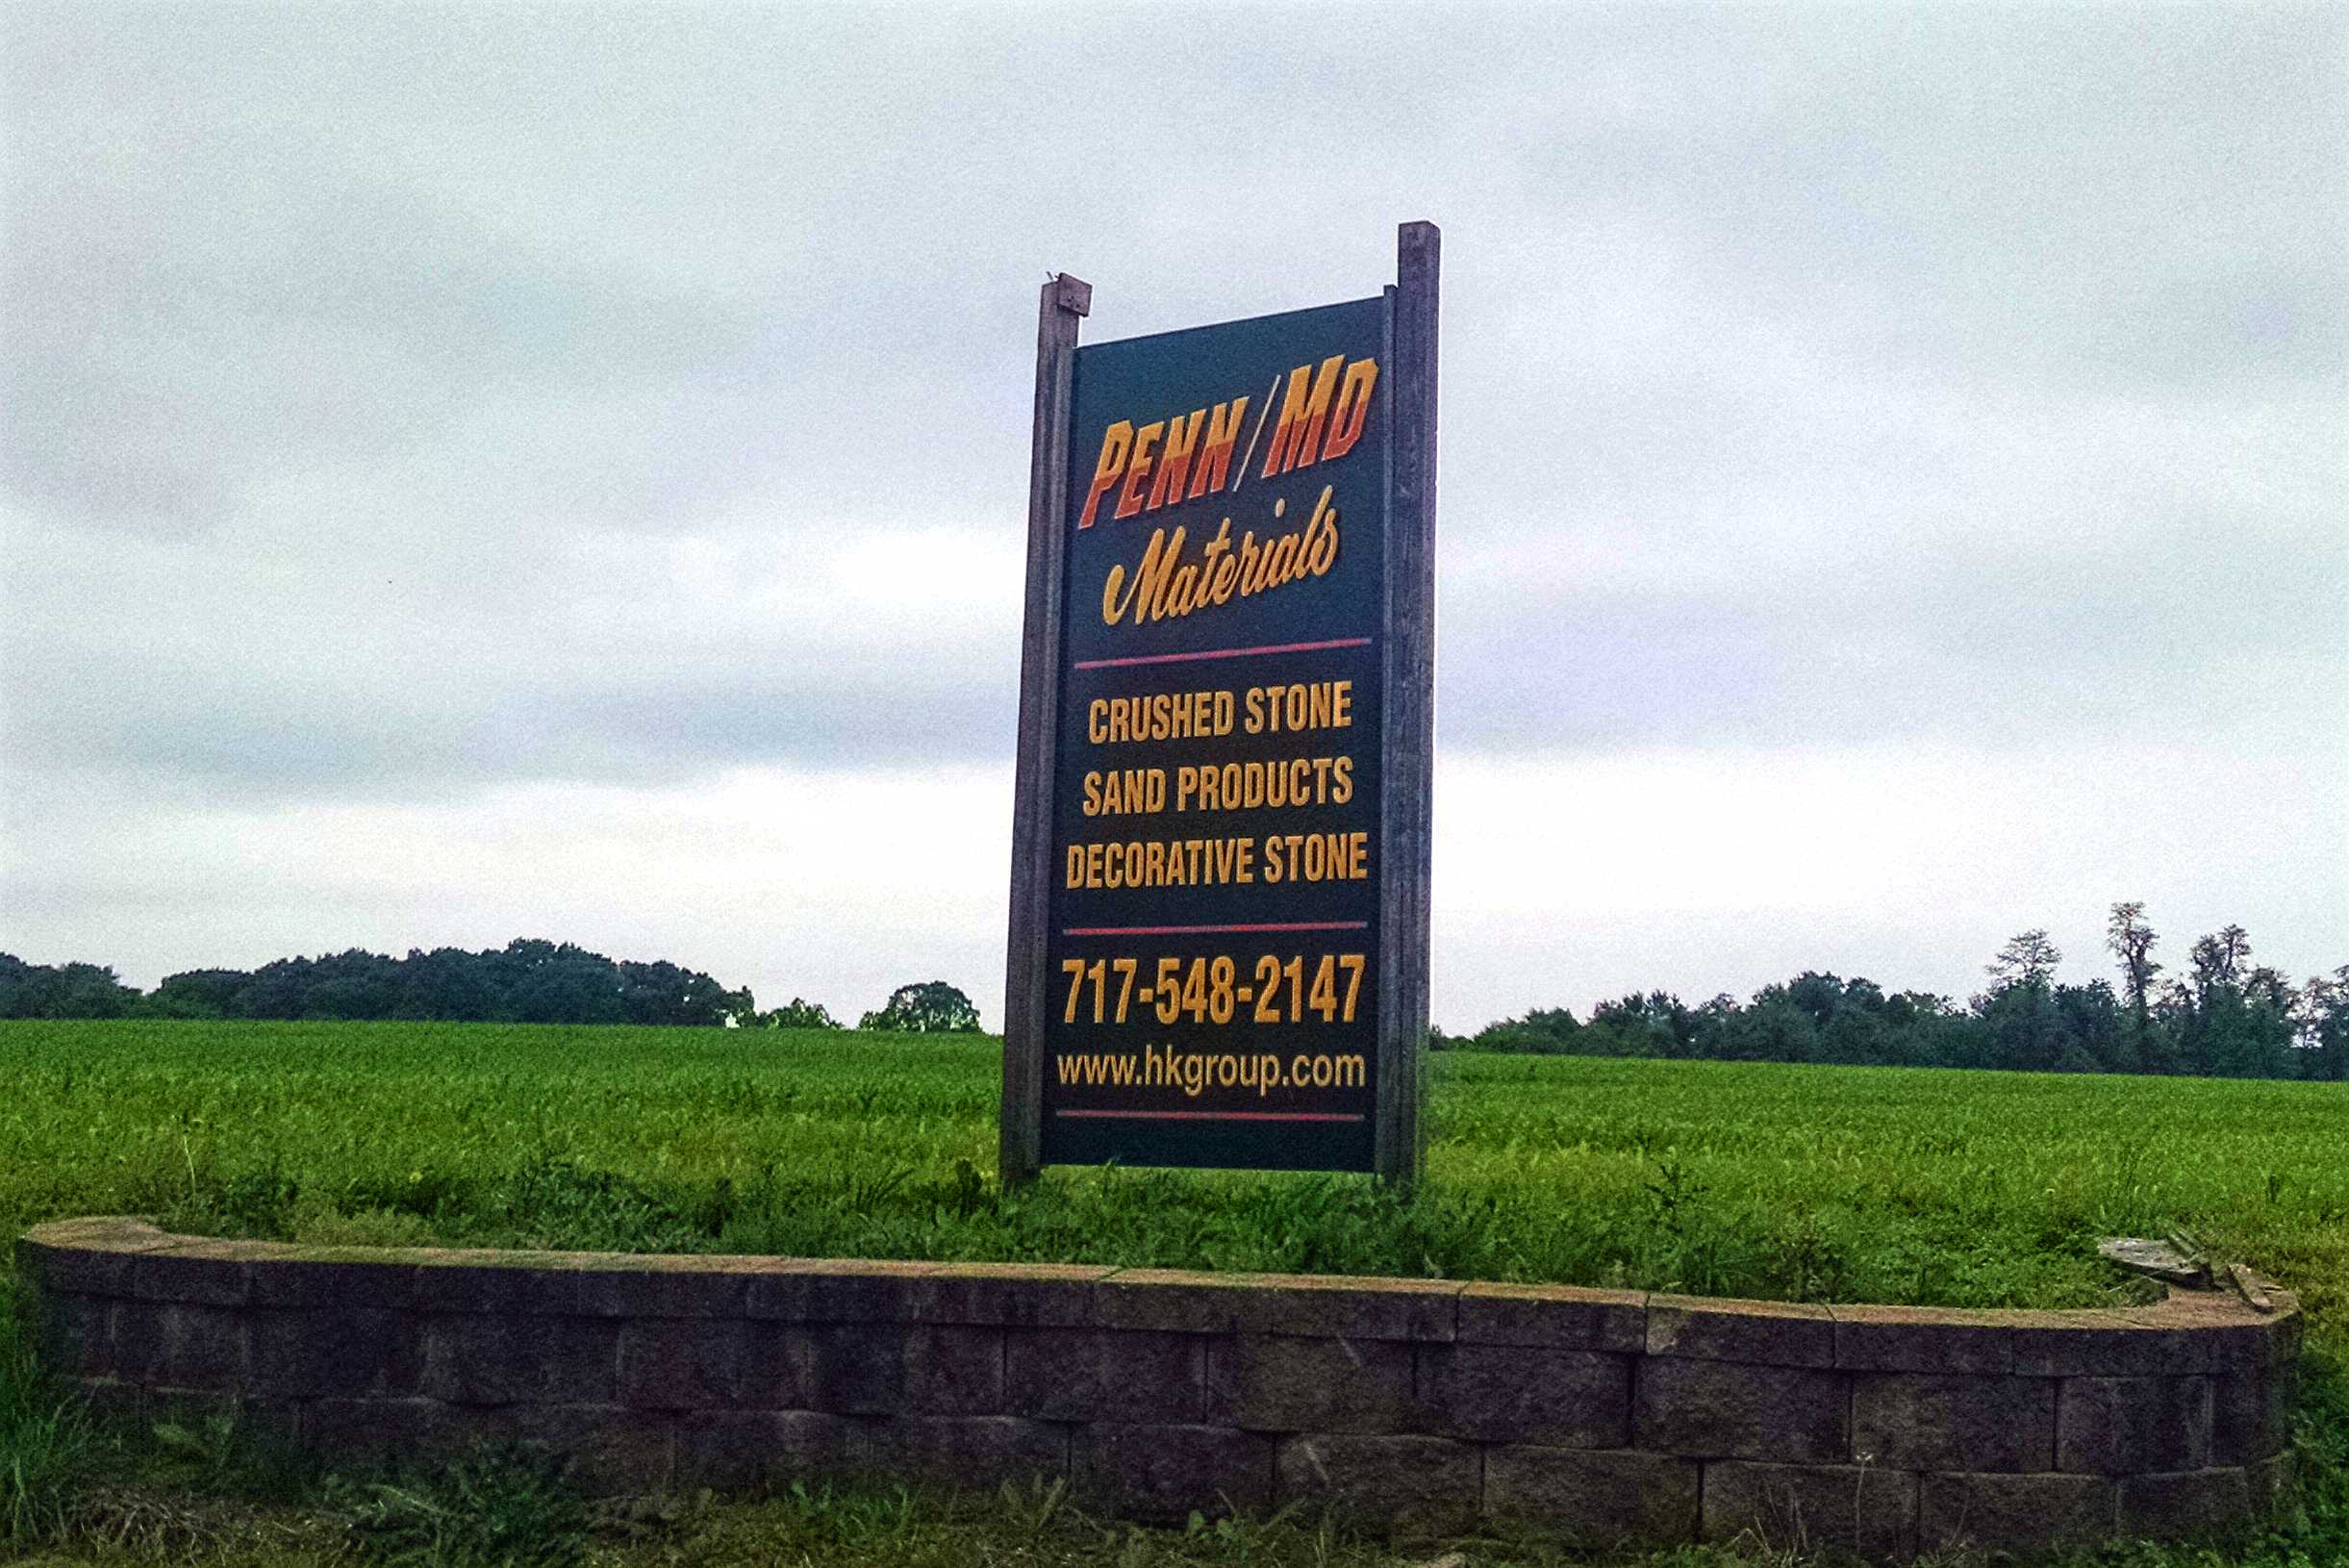 PENN/MD
Materials
CRUSHED STONE
SAND PRODUCTS
DECORATIVE STONE
717-548-2147
www.hkgroup.com